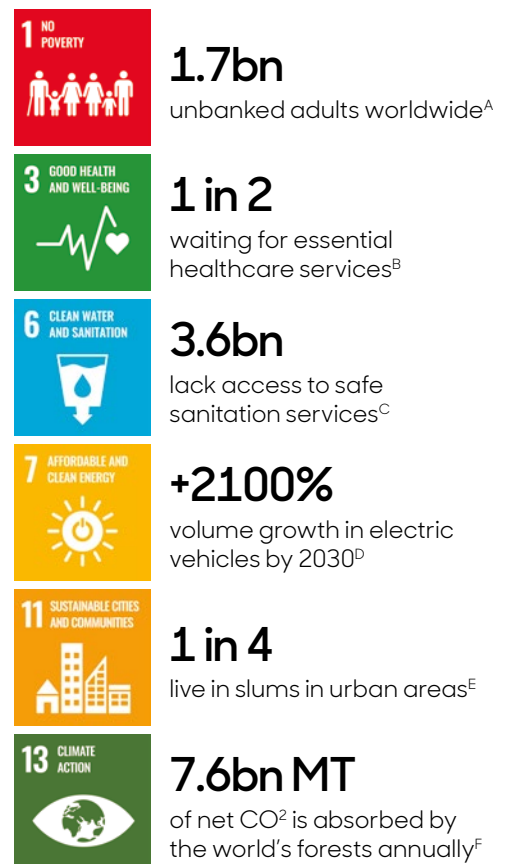 1 NO
POVERTY
1.7bn
unbanked adults worldwideᴬ
3 GOOD HEALTH
AND WELL-BEING
1 in 2
waiting for essential
healthcare servicesᴮ
6 CLEAN WATER
AND SANITATION
3.6bn
lack access to safe
sanitation servicesꟲ
7 AFFORDABLE AND
CLEAN ENERGY
+2100%
volume growth in electric
vehicles by 2030ᴰ
11 SUSTAINABLE CITIES
AND COMMUNITIES
1 in 4
live in slums in urban areasᴱ
13 CLIMATE
ACTION
7.6bn MT
of net CO² is absorbed by
the world's forests annuallyꟳ